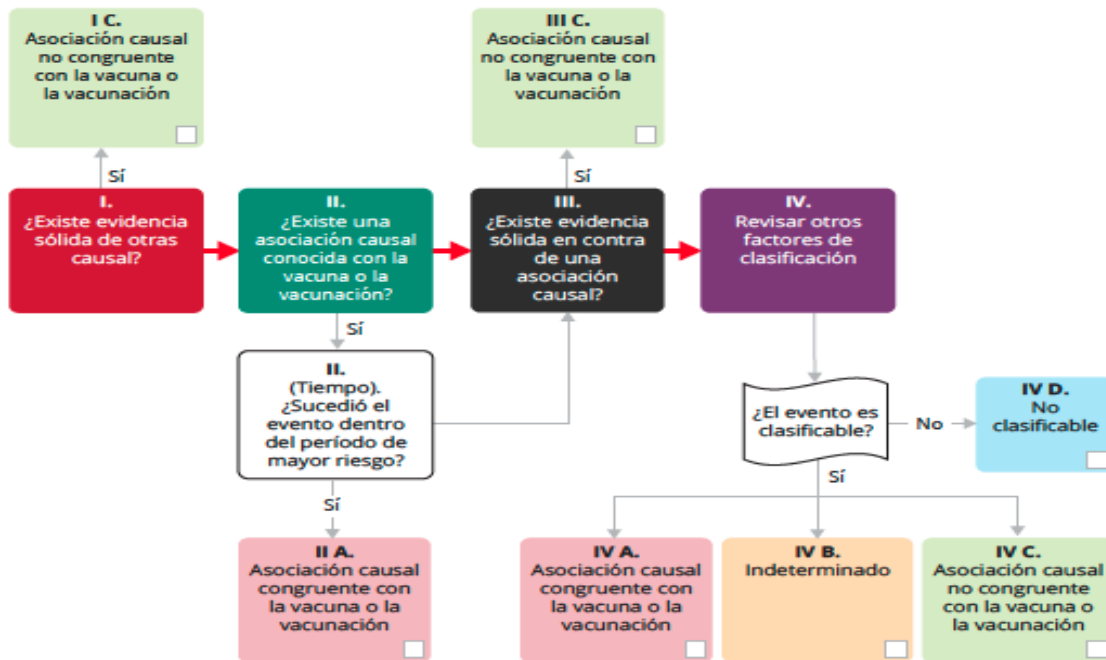 I C.
Asociación causal
no congruente
con la vacuna o
la vacunación
III C.
Asociación causal
no congruente con
la vacuna o la
vacunación
Sí
Sí
I.
¿Existe evidencia
sólida de otras
causal?
II.
¿Existe una
asociación causal
conocida con la
vacuna o la
vacunación?
III.
¿Existe evidencia
sólida en contra
de una
asociación
causal?
IV.
Revisar otros
factores de
clasificación
Sí
II.
(Tiempo).
¿Sucedió el
evento dentro
del período de
mayor riesgo?
¿El evento es
clasificable?
No
IV D.
No
clasificable
Sí
Sí
II A.
Asociación causal
congruente con
la vacuna o la
vacunación
IV A.
Asociación causal
congruente con
la vacuna o la
vacunación
IV B.
Indeterminado
IV C.
Asociación causal
no congruente
con la vacuna o
la vacunación